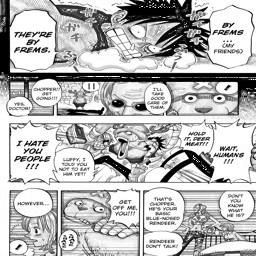 BY
FREMS
...
(MY
FRIENDS)
THEY'RE
BY
FREMS.
I'LL
TAKE
GOOD
CARE OF
THEM.
!!
CHOPPER!!
GET
GOING!!!
YES,
DOCTOR!
WAIT,
HUMANS
!!!
HOLD
IT, DEER
MEAT!!
LUFFY, I TOLD
YOU NOT TO
EAT HIM YET!
I HATE
YOU
PEOPLE
!!!
DON'T
YOU
KNOW
WHAT
HE IS?
THAT'S
CHOPPER.
HE'S YOUR
BASIC
BLUE-NOSED
REINDEER.
REINDEER
DON'T TALK!
GET
OFF ME,
YOU!!!
HOWEVER...